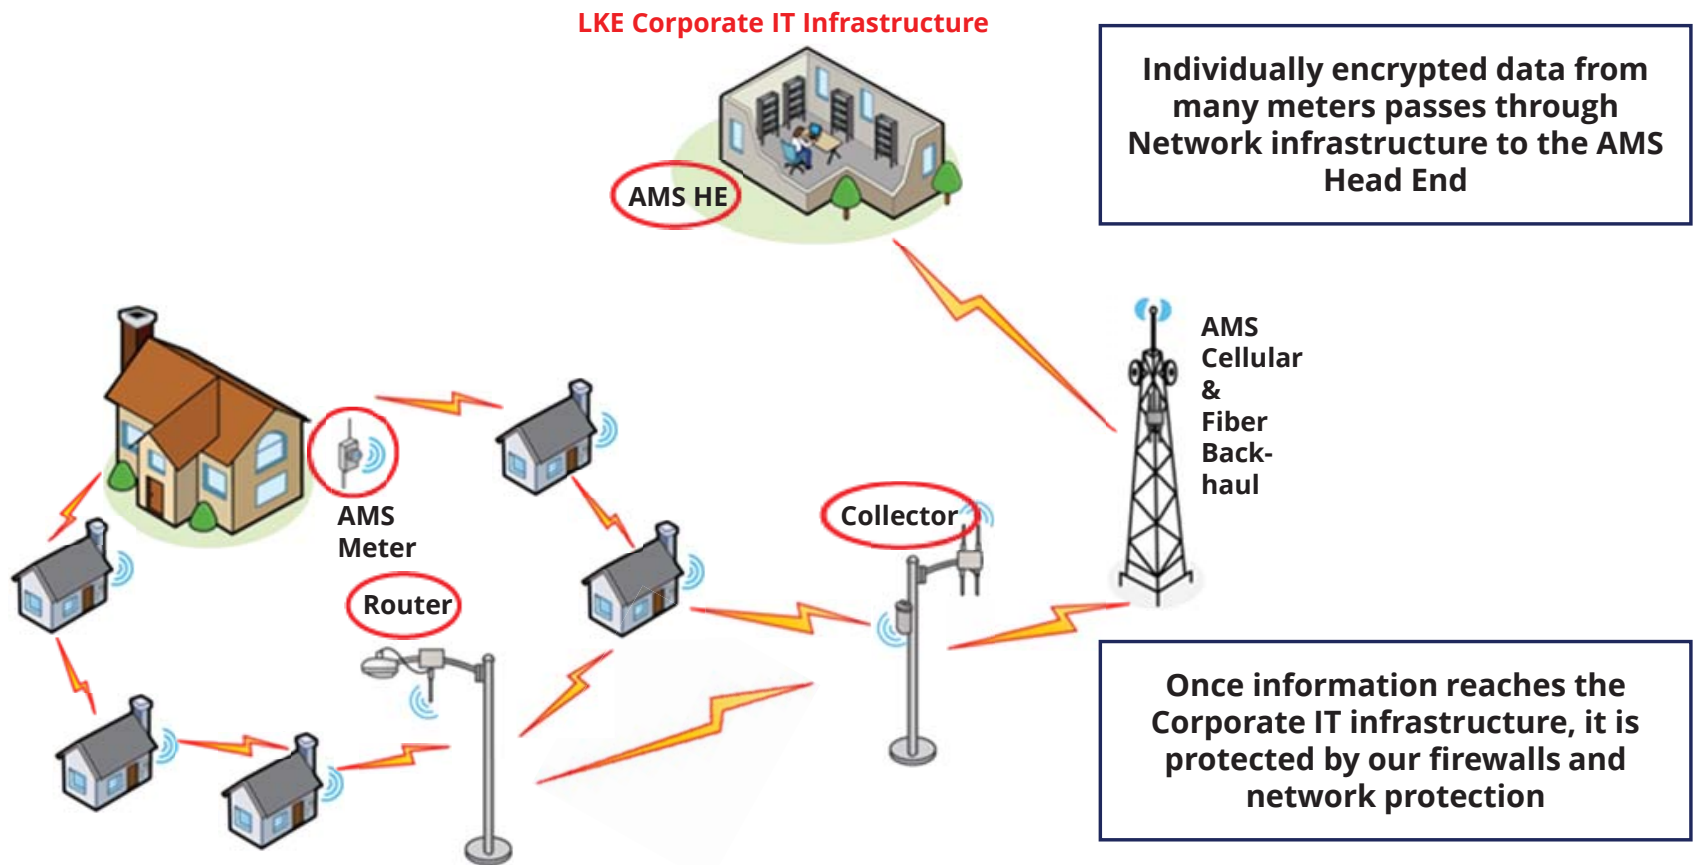 LKE Corporate IT Infrastructure
Individually encrypted data from
many meters passes through
Network infrastructure to the AMS
Head End
AMS HE
AMS
Cellular
&
Fiber
Back-
haul
AMS
Meter
Collector
Router
Once information reaches the
Corporate IT infrastructure, it is
protected by our firewalls and
network protection